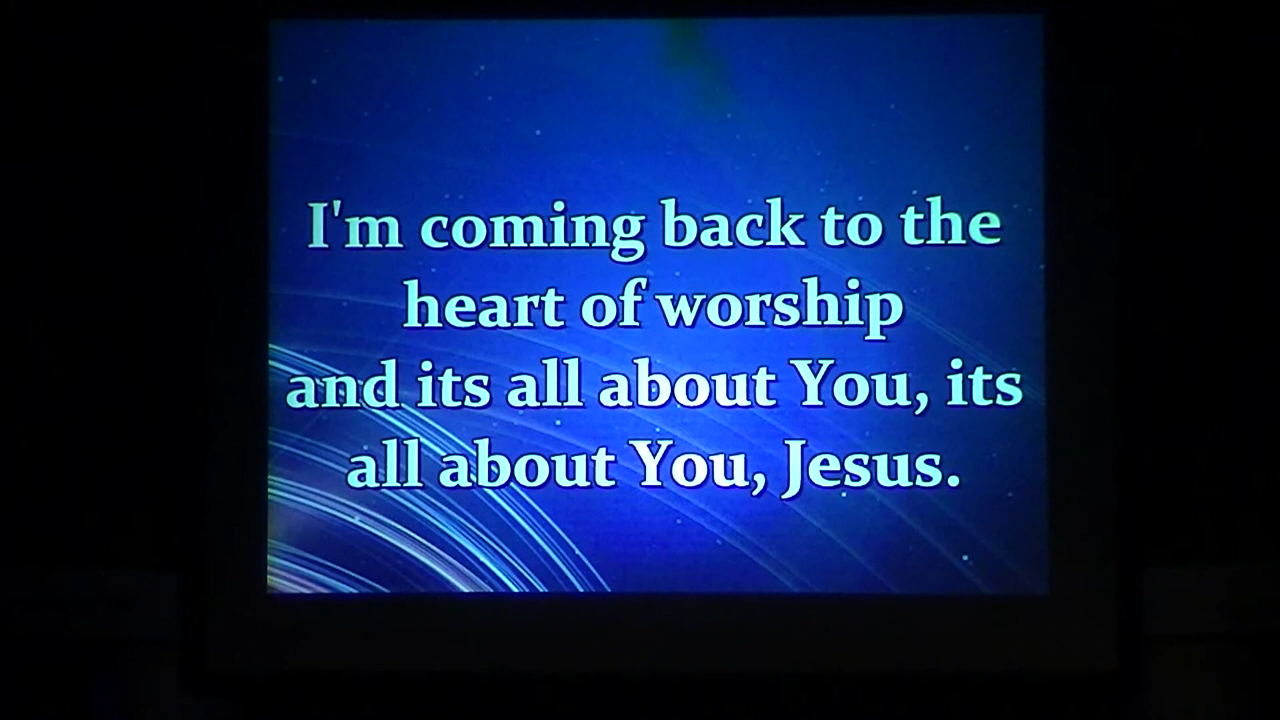 I'm coming back to the
heart of worship
and its all about You, its
all about You, Jesus.